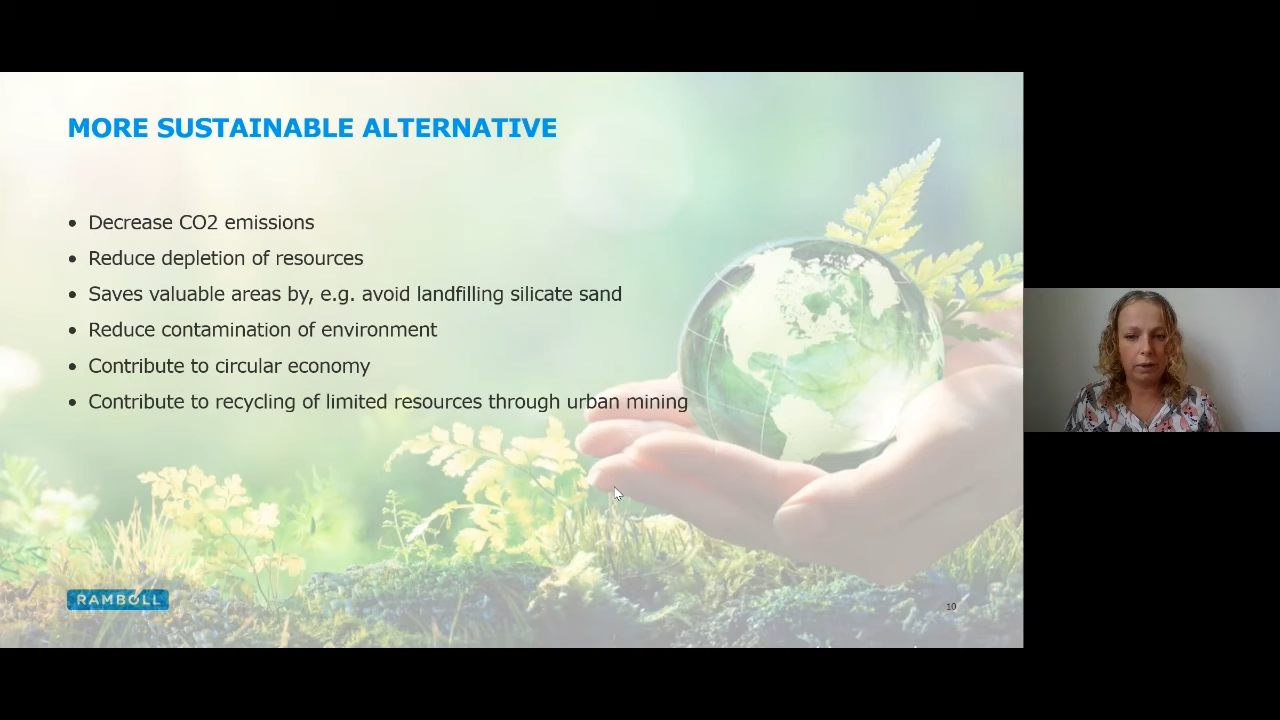 MORE SUSTAINABLE ALTERNATIVE
• Decrease CO2 emissions
• Reduce depletion of resources
• Saves valuable areas by, e.g. avoid landfilling silicate sand
• Reduce contamination of environment
• Contribute to circular economy
• Contribute to recycling of limited resources through urban mining
RAMBOLL
10